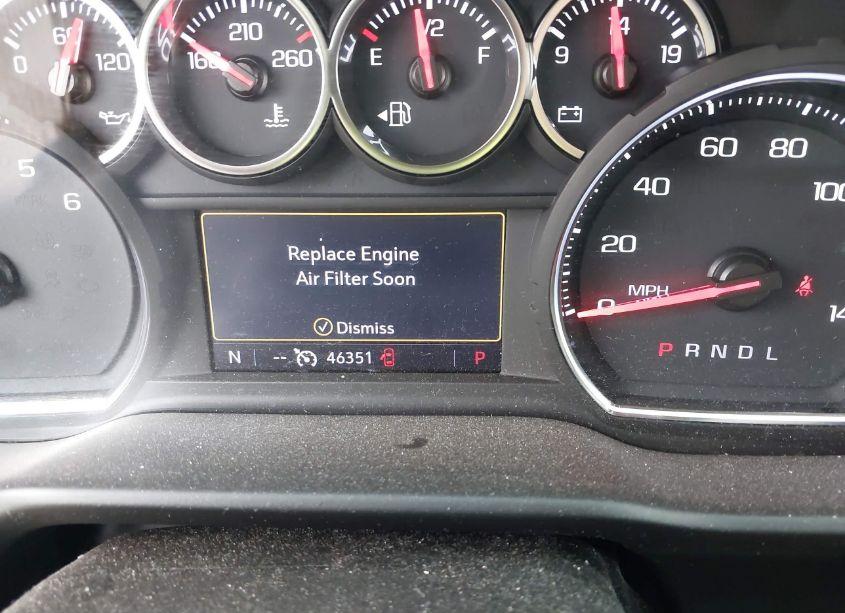 0 60 120
160 210 260
E 1/2 F
9 14 19
5
6
Replace Engine
Air Filter Soon
Dismiss
N -- 46351 P
0 20 40 60 80 100 14
MPH
P R N D L